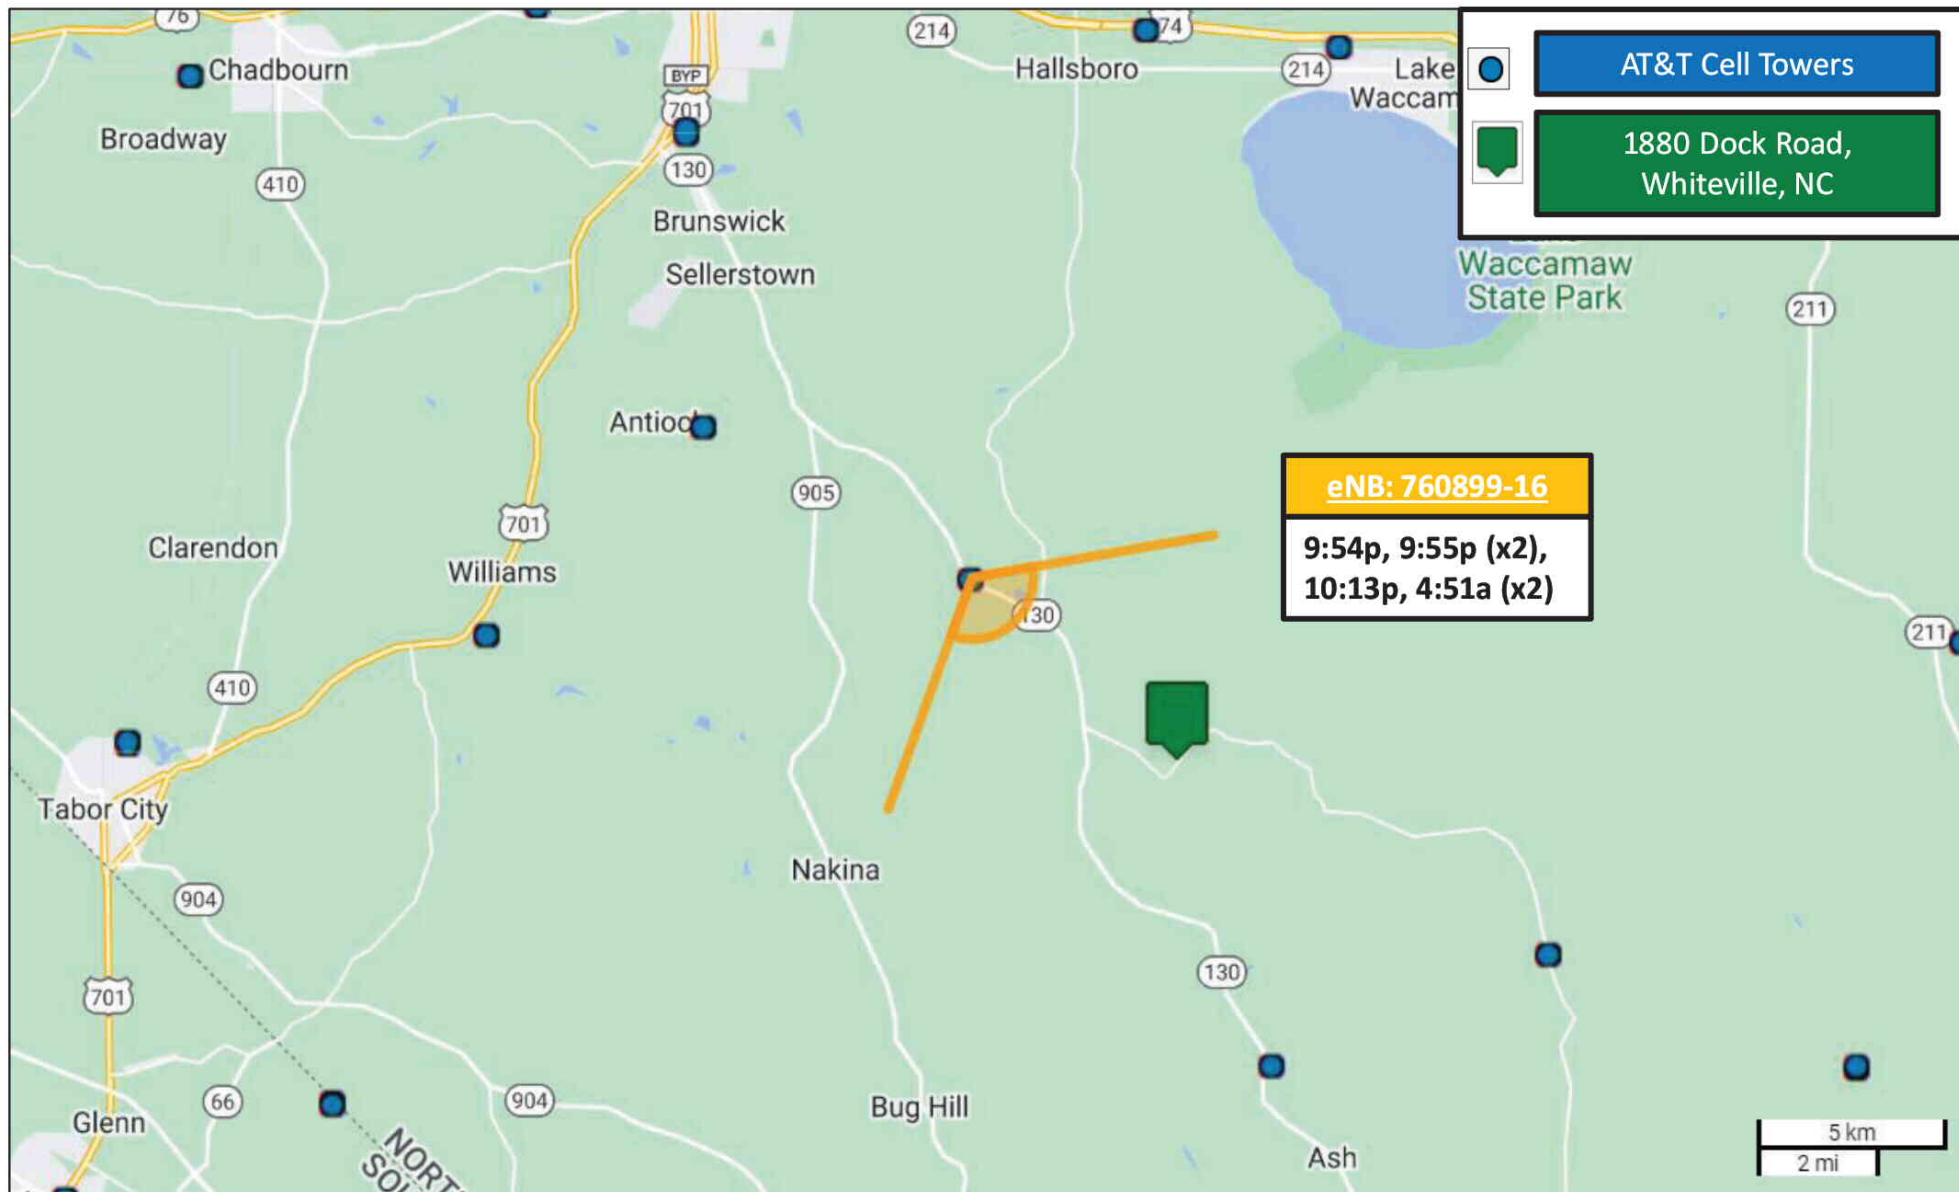 76
Chadbourn
Broadway
410
BYP
701
130
Brunswick
Sellerstown
214
Hallsboro
74
214
Lake
Waccam
AT&T Cell Towers
1880 Dock Road,
Whiteville, NC
Waccamaw
State Park
211
Antioc
905
701
Clarendon
Williams
eNB: 760899-16
9:54p, 9:55p (x2),
10:13p, 4:51a (x2)
130
211
410
Tabor City
Nakina
904
701
130
66
904
Glenn
Bug Hill
Ash
5 km
2 mi
NORT
SOU